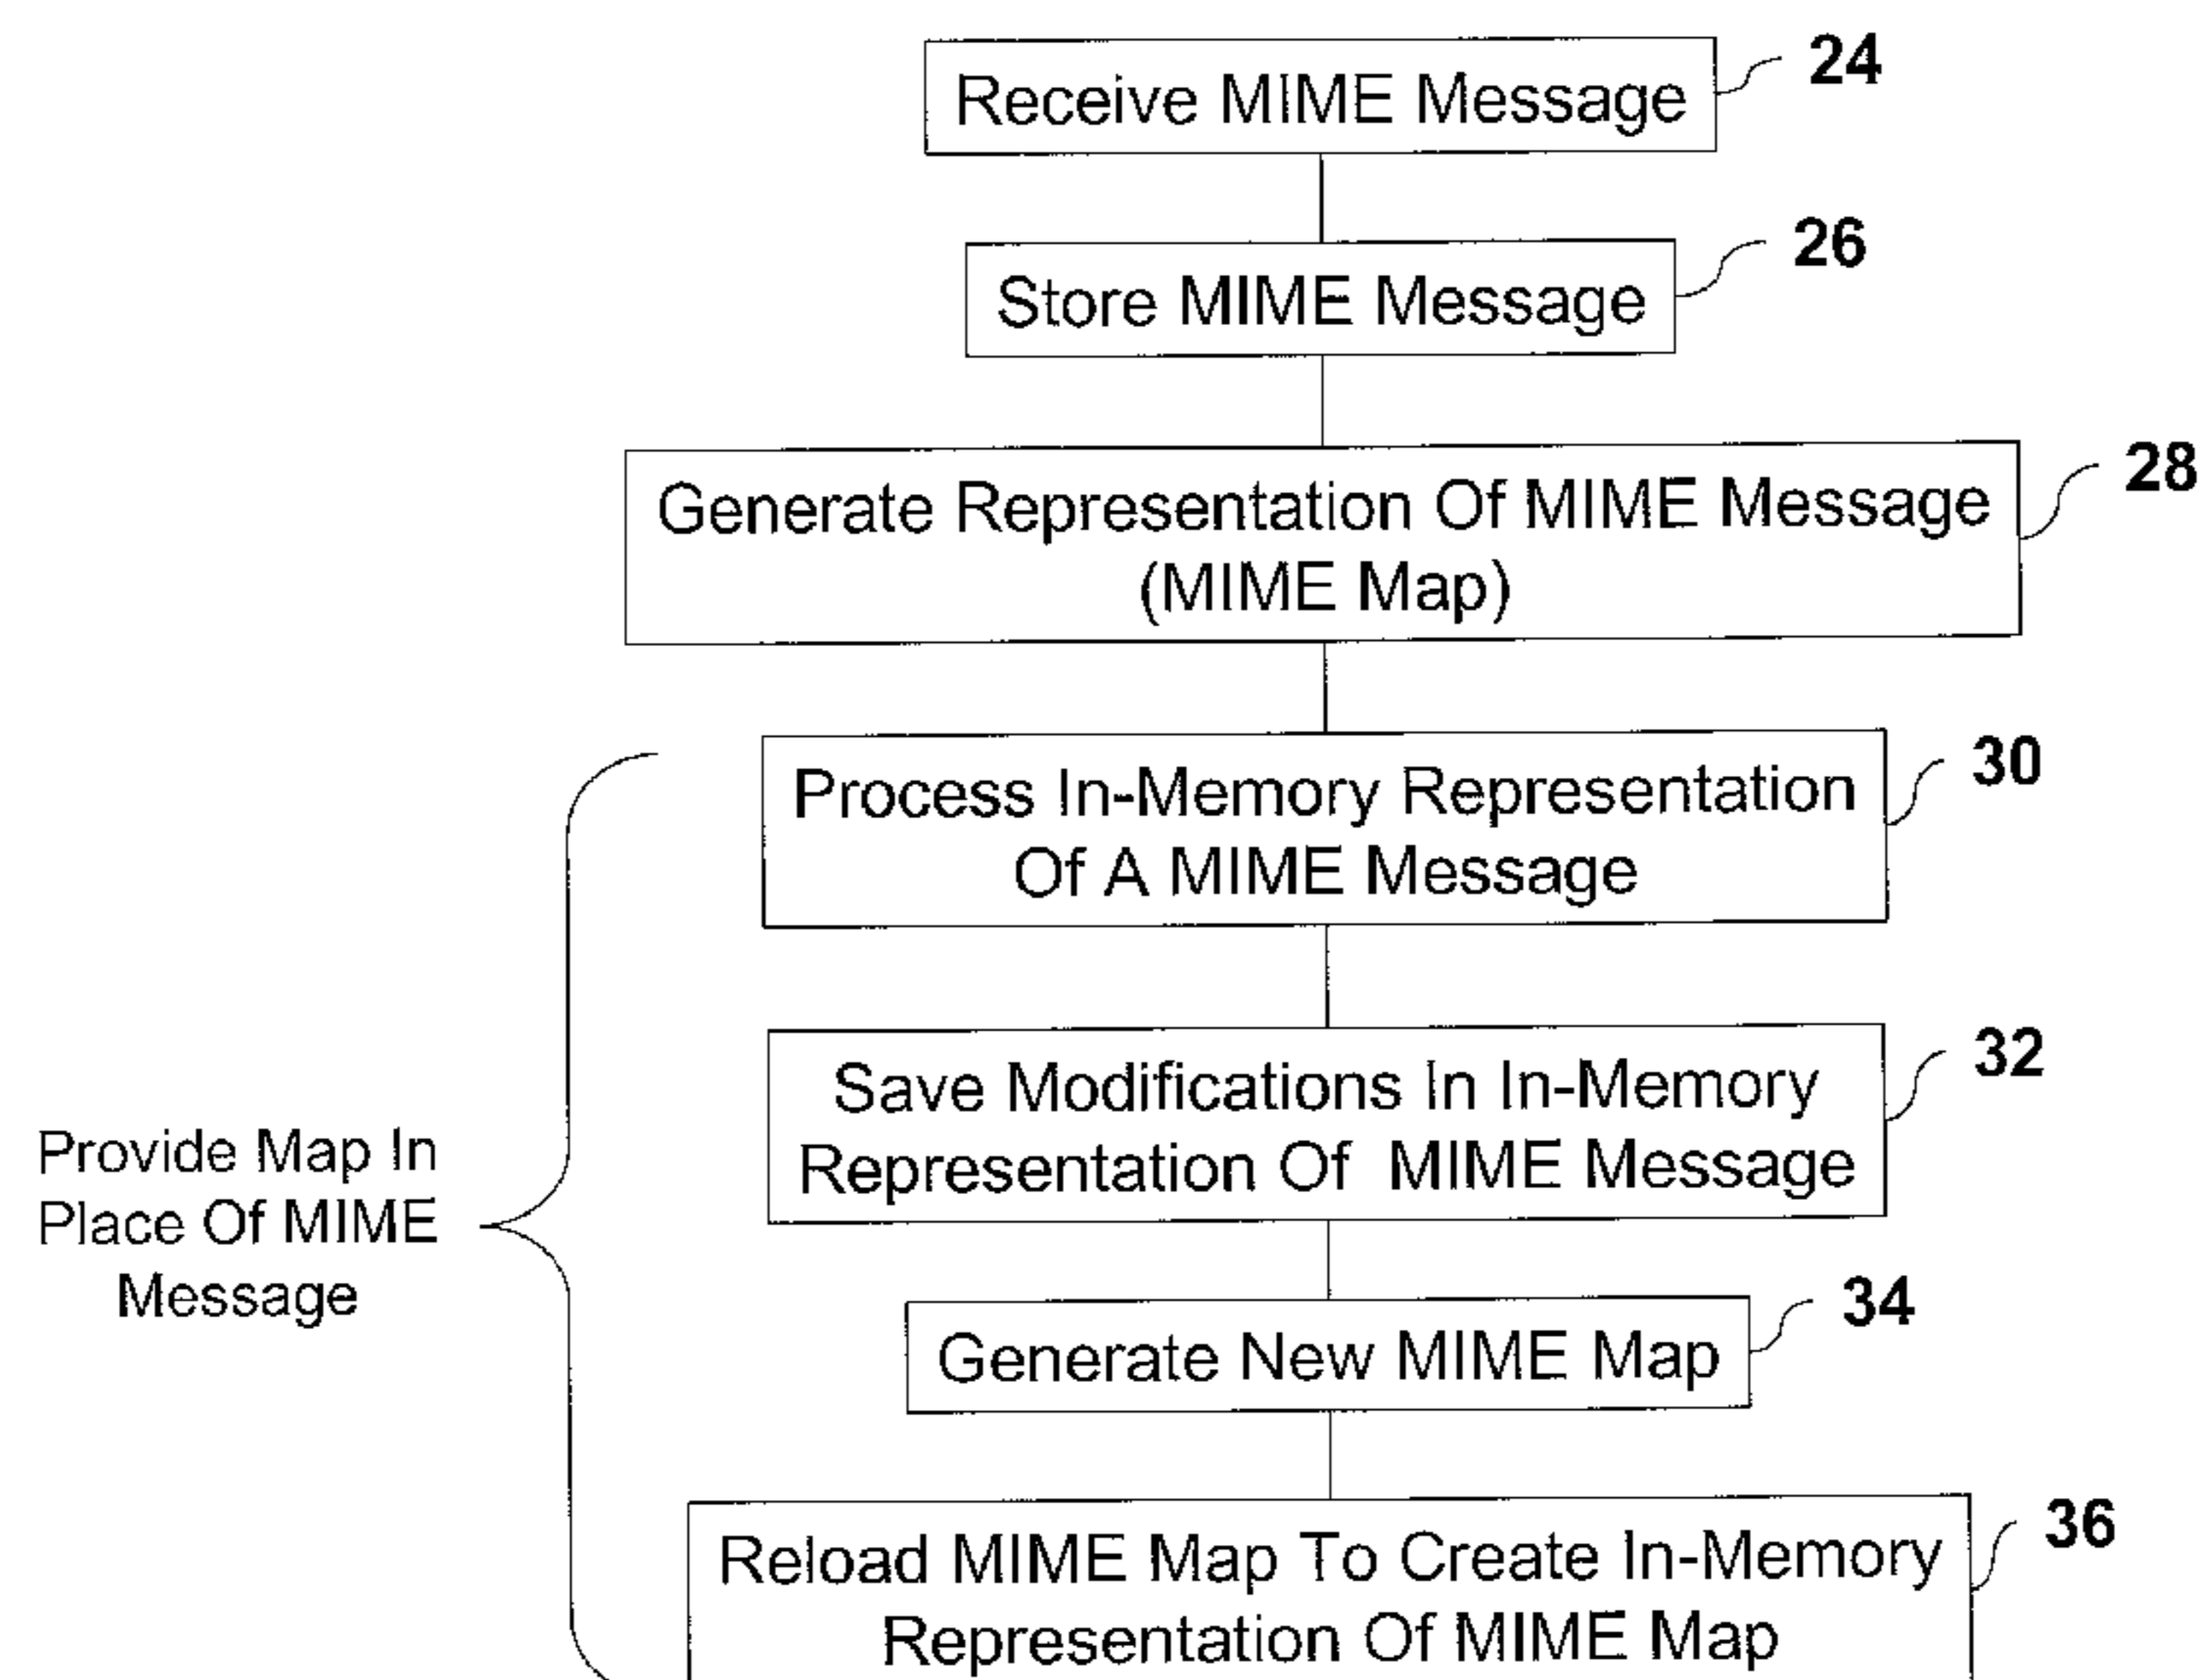 Receive MIME Message
24
Store MIME Message
26
Generate Representation Of MIME Message
(MIME Map)
28
Process In-Memory Representation
Of A MIME Message
30
Save Modifications In In-Memory
Representation Of MIME Message
32
Provide Map In
Place Of MIME
Message
Generate New MIME Map
34
Reload MIME Map To Create In-Memory
Representation Of MIME Map
36